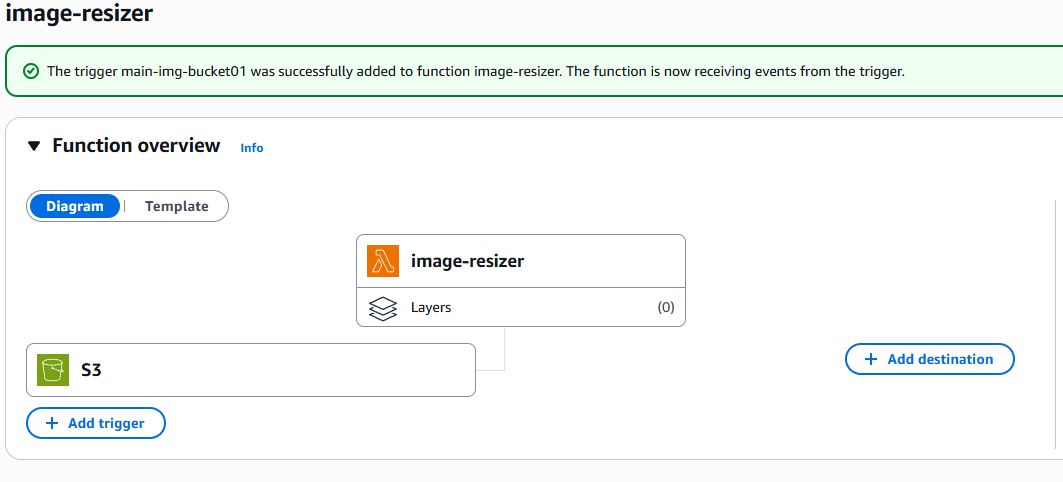 image-resizer
The trigger main-img-bucket01 was successfully added to function image-resizer. The function is now receiving events from the trigger.
Function overview Info
Diagram Template
image-resizer
Layers (0)
S3
Add destination
Add trigger